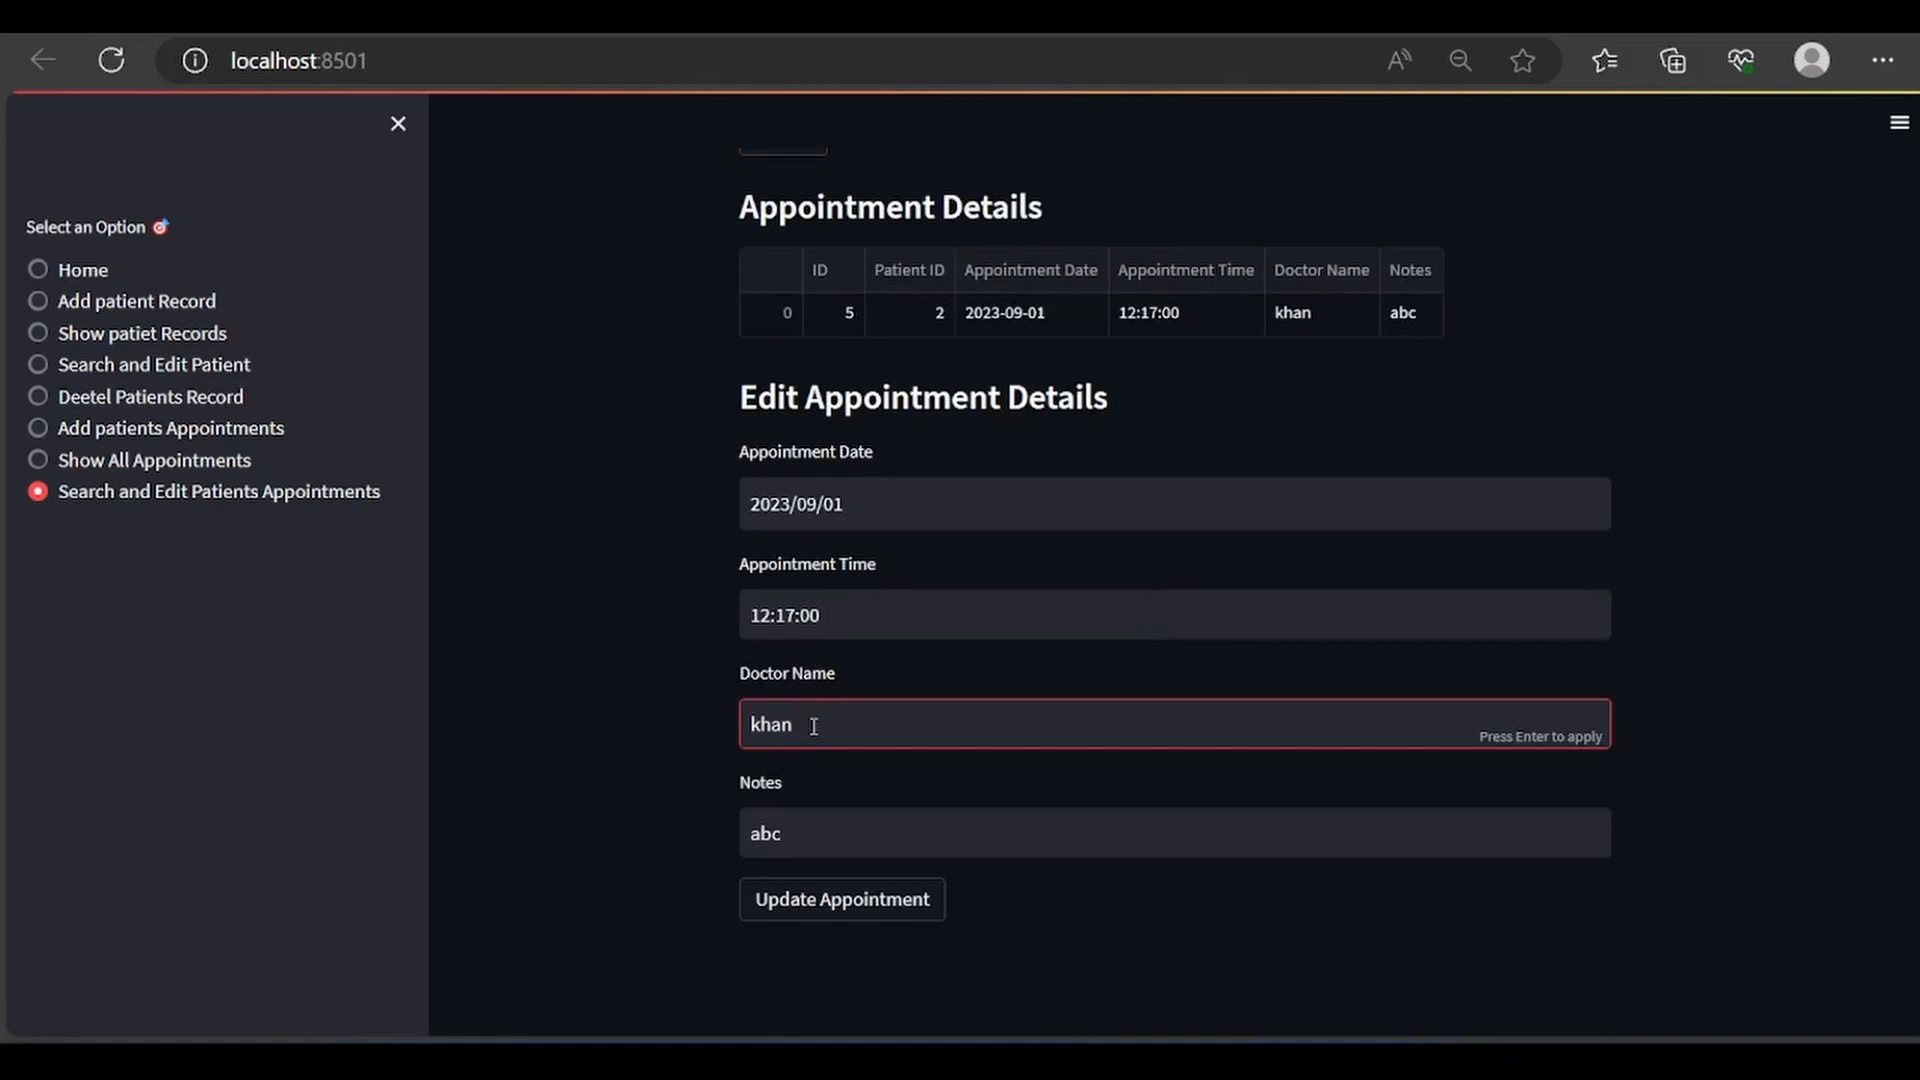 localhost:8501
Select an Option 🎯
Home
Add patient Record
Show patiet Records
Search and Edit Patient
Deetel Patients Record
Add patients Appointments
Show All Appointments
Search and Edit Patients Appointments
Appointment Details
ID Patient ID Appointment Date Appointment Time Doctor Name Notes
0 5 2 2023-09-01 12:17:00 khan abc
Edit Appointment Details
Appointment Date
2023/09/01
Appointment Time
12:17:00
Doctor Name
khan
Press Enter to apply
Notes
abc
Update Appointment